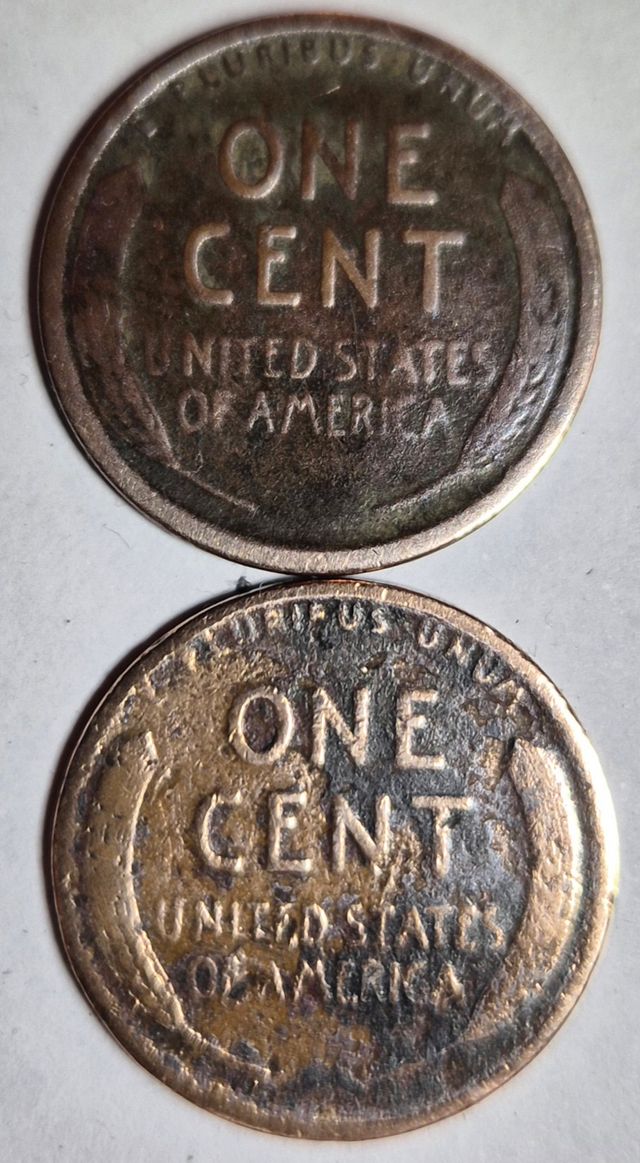 E PLURIBUS UNUM
ONE
CENT
UNITED STATES
OF AMERICA
E PLURIBUS UNUM
ONE
CENT
UNITED STATES
OF AMERICA